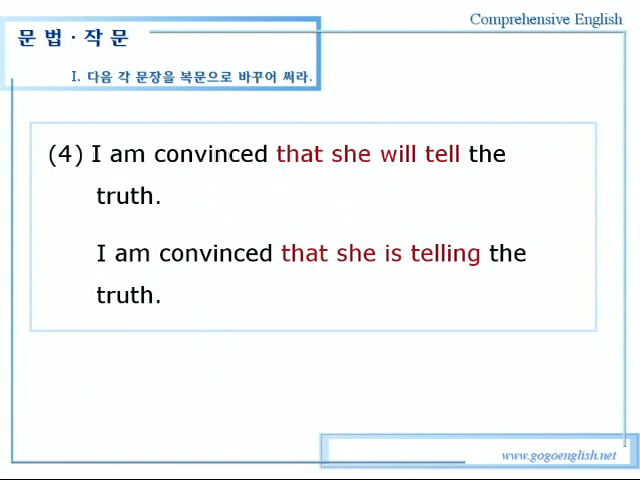 Comprehensive English
문 법 · 작 문
I. 다음 각 문장을 복문으로 바꾸어 써라.
(4) I am convinced that she will tell the
truth.
I am convinced that she is telling the
truth.
www.gogoenglish.net